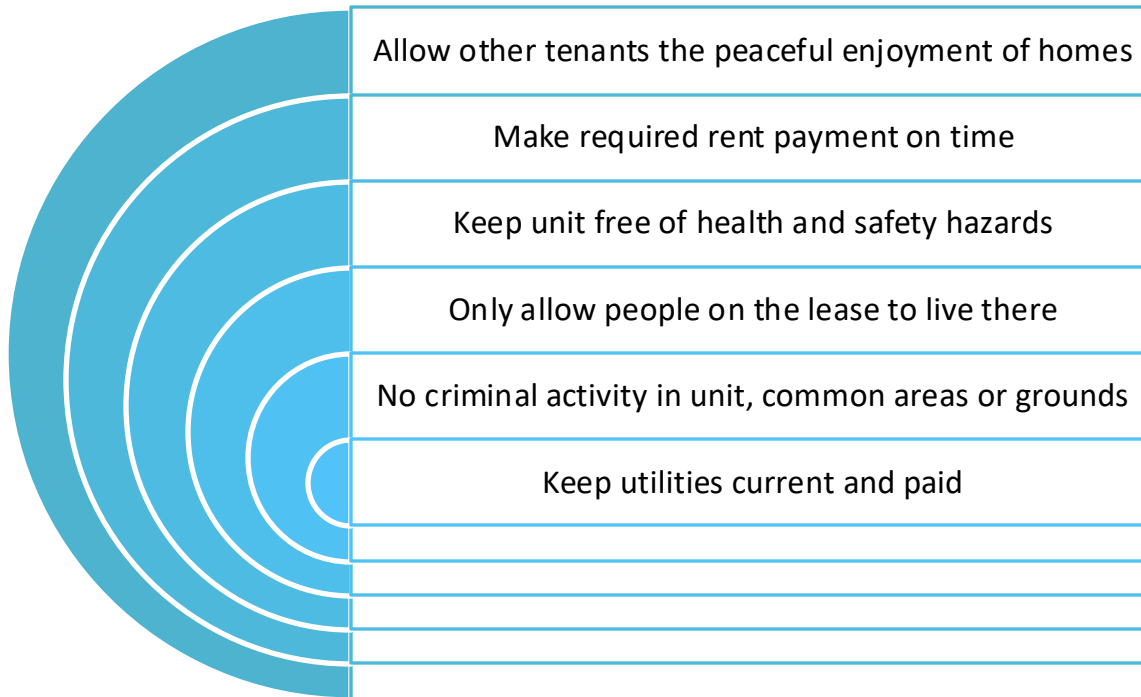 Allow other tenants the peaceful enjoyment of homes
Make required rent payment on time
Keep unit free of health and safety hazards
Only allow people on the lease to live there
No criminal activity in unit, common areas or grounds
Keep utilities current and paid